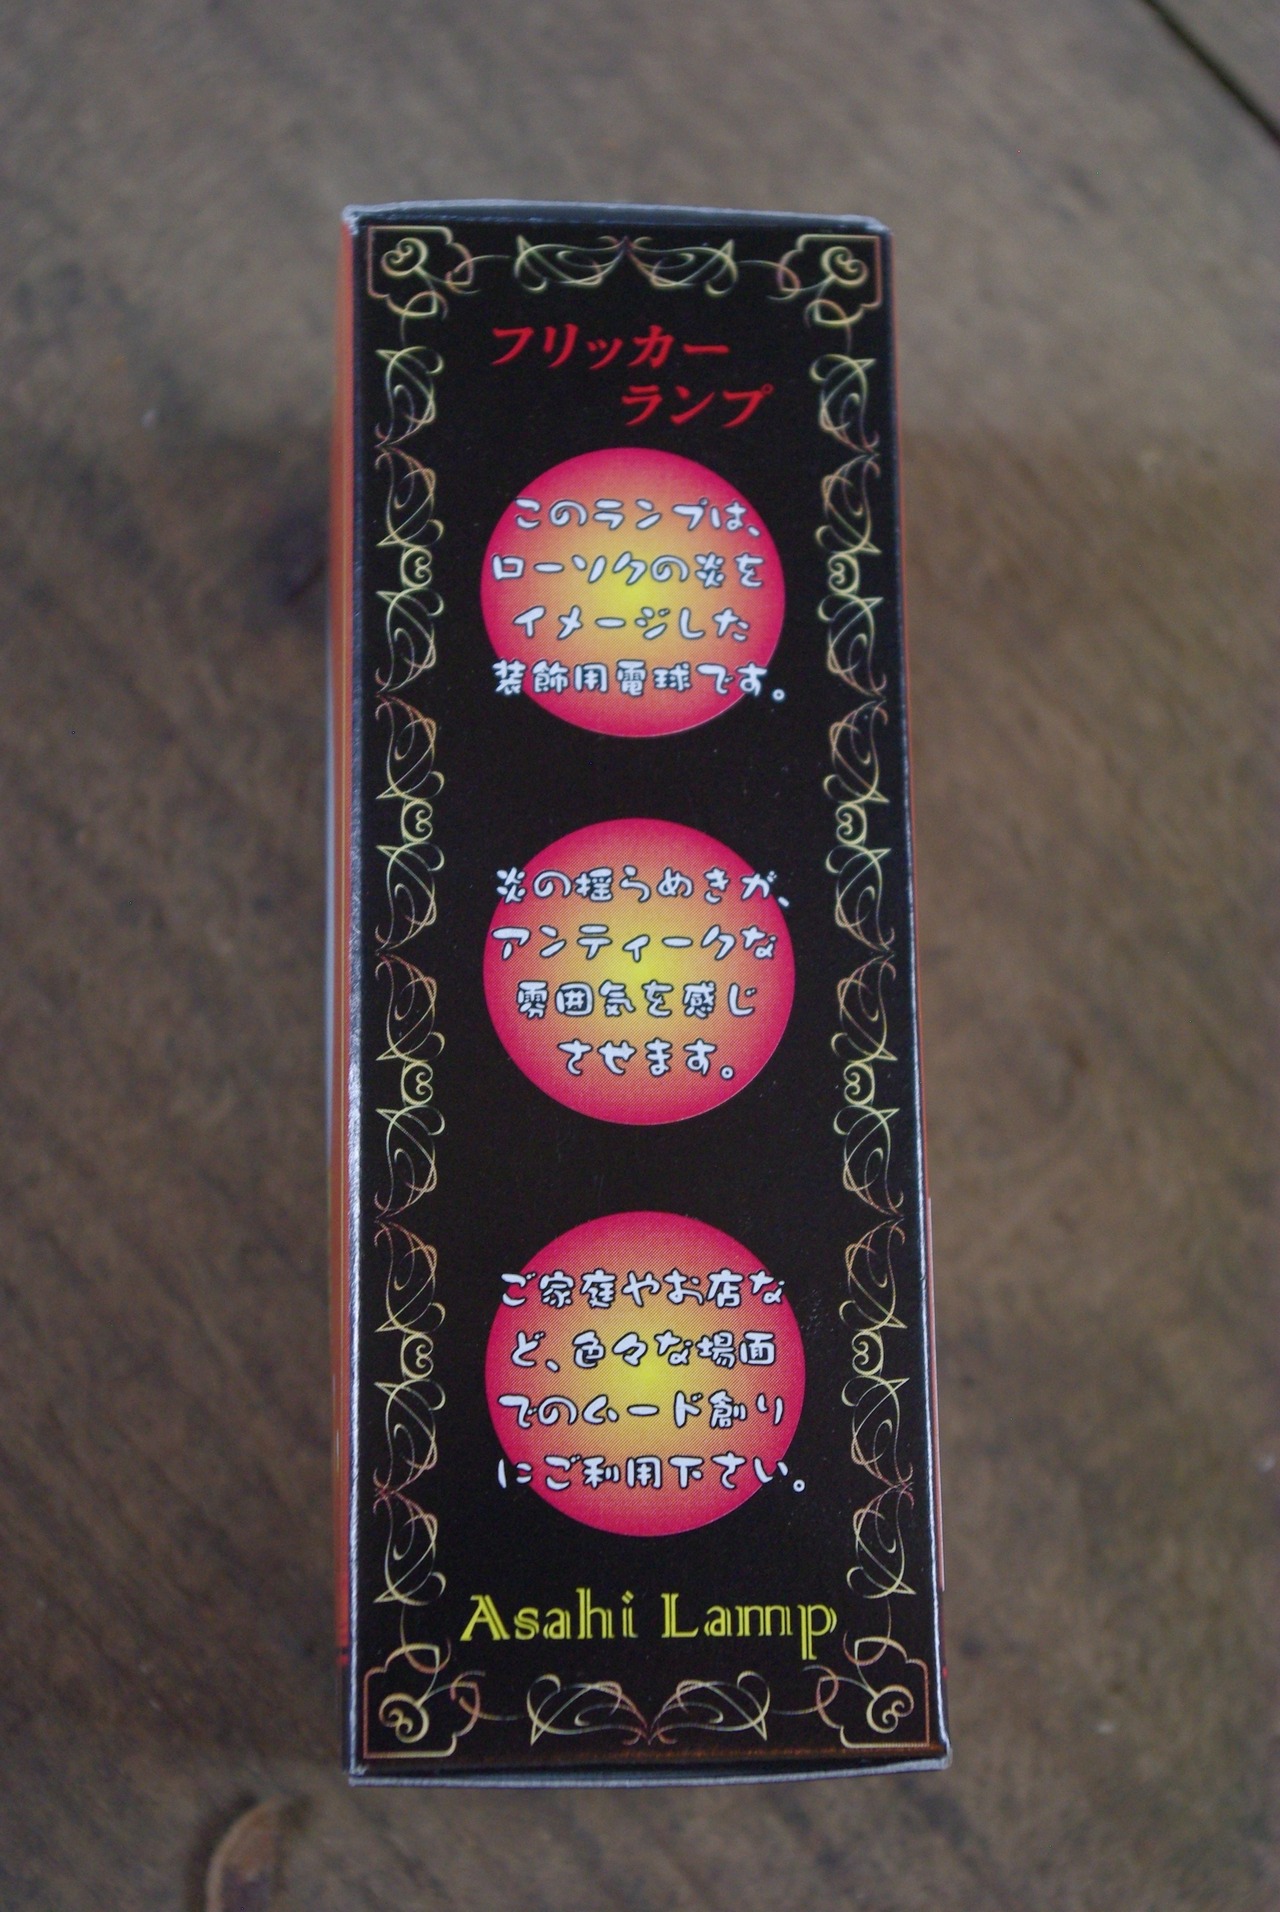 フリッカー
ランプ
このランプは、
ローソクの炎を
イメージした
装飾用電球です。
炎の揺らめきが、
アンティークな
雰囲気を感じ
させます。
ご家庭やお店な
ど、色々な場面
でのムード創り
にご利用下さい。
Asahi Lamp